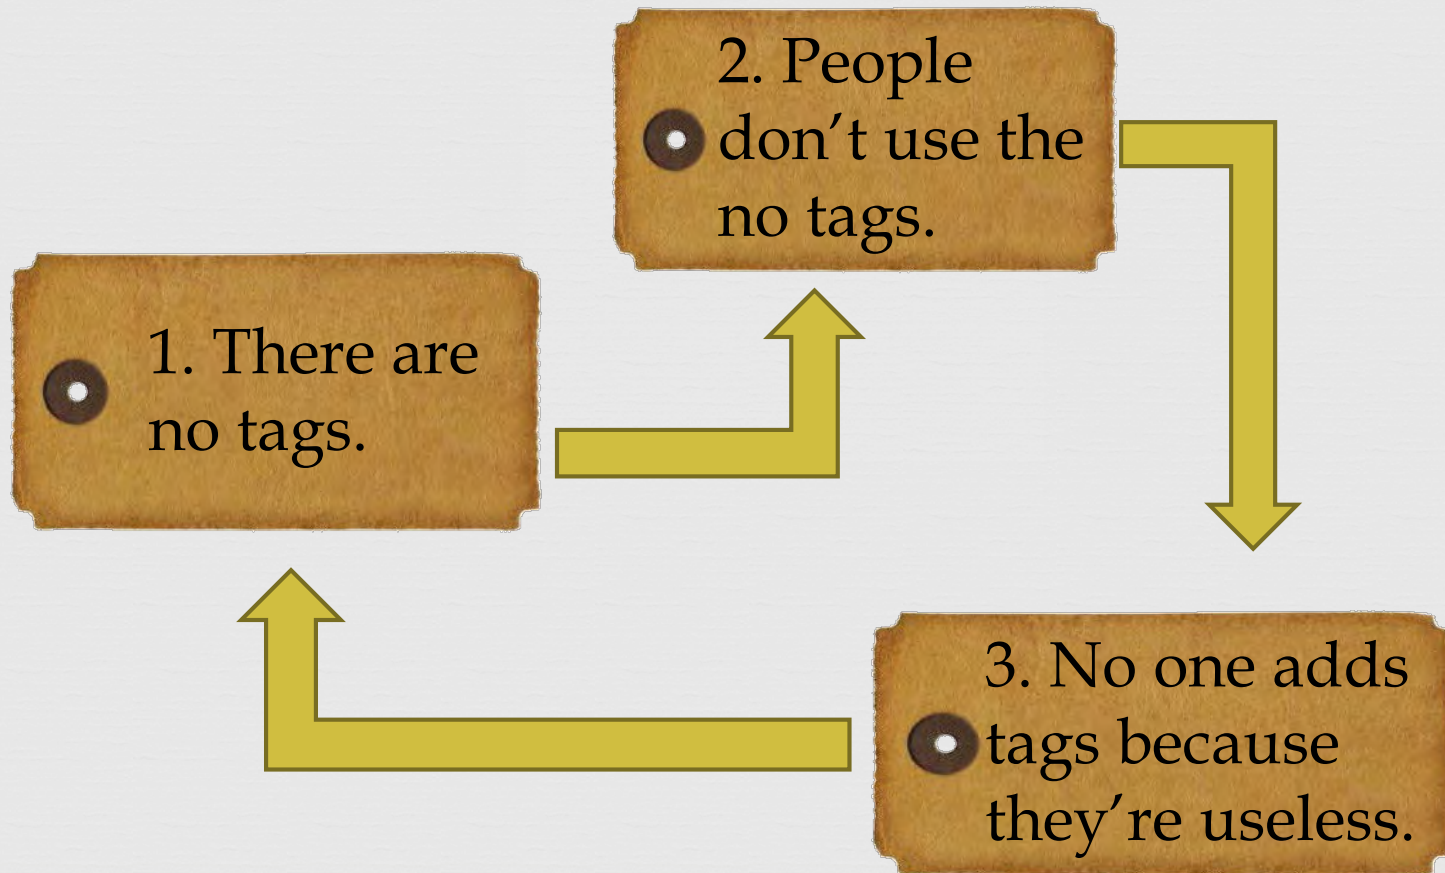 1. There are
no tags.
2. People
don’t use the
no tags.
3. No one adds
tags because
they’re useless.